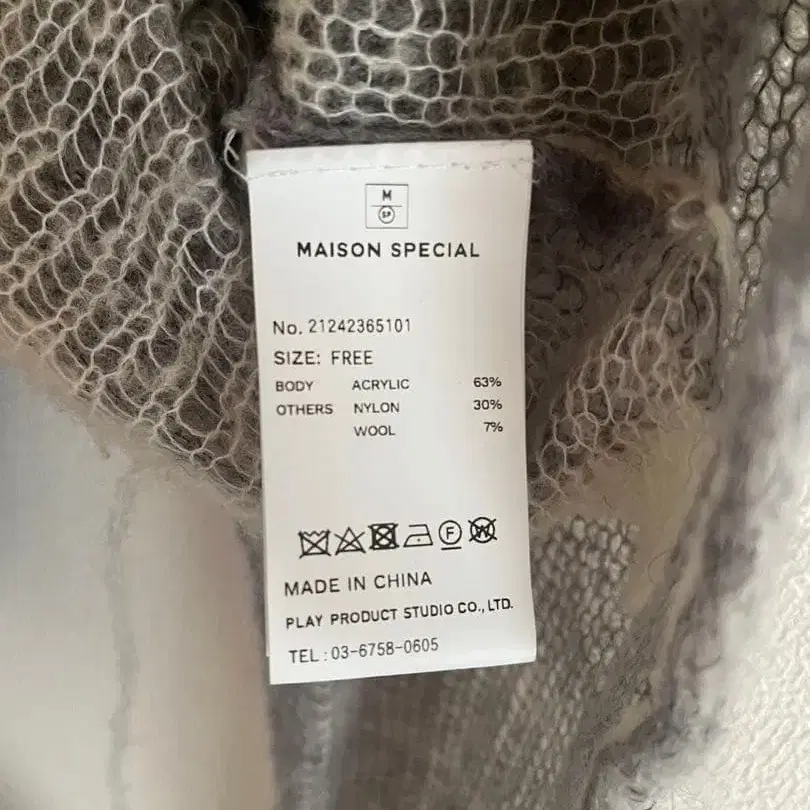 M
SP
MAISON SPECIAL
No. 21242365101
SIZE: FREE
BODY ACRYLIC 63%
OTHERS NYLON 30%
WOOL 7%
F W
MADE IN CHINA
PLAY PRODUCT STUDIO CO., LTD.
TEL : 03-6758-0605